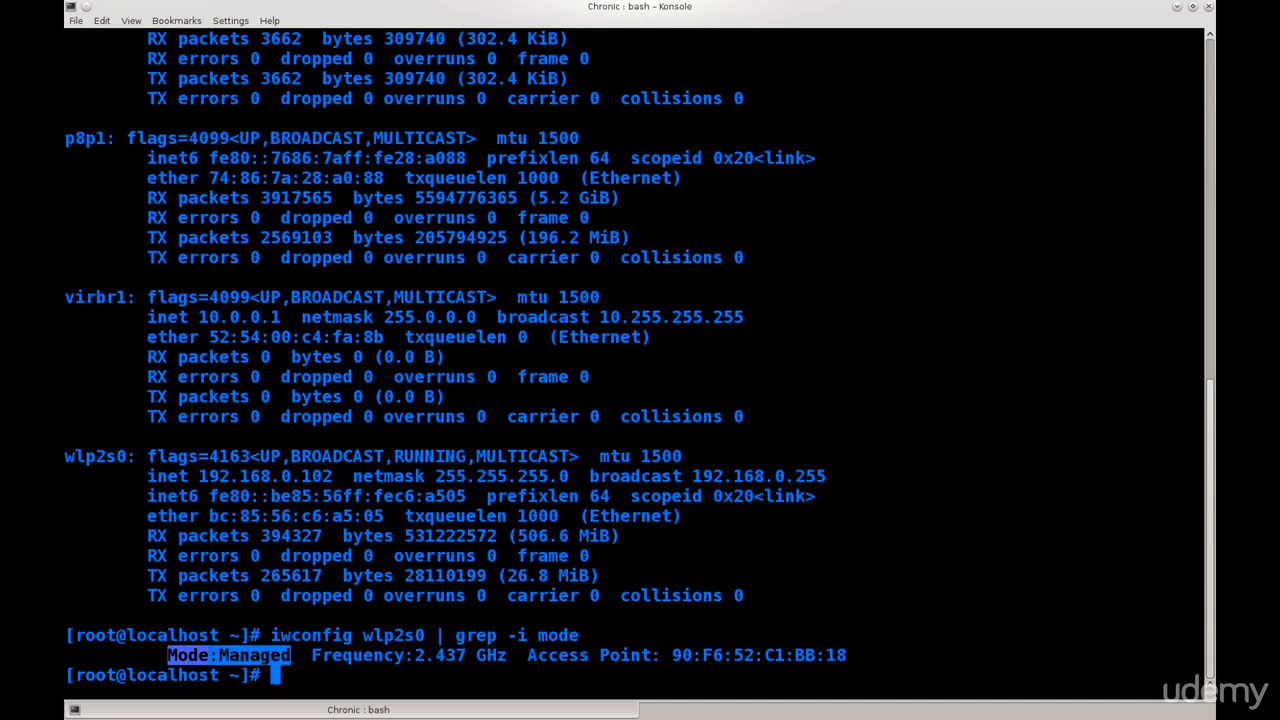 Chronic : bash – Konsole
File Edit View Bookmarks Settings Help
RX packets 3662 bytes 309740 (302.4 KiB)
RX errors 0 dropped 0 overruns 0 frame 0
TX packets 3662 bytes 309740 (302.4 KiB)
TX errors 0 dropped 0 overruns 0 carrier 0 collisions 0
p8p1: flags=4099<UP,BROADCAST,MULTICAST> mtu 1500
inet6 fe80::7686:7aff:fe28:a088 prefixlen 64 scopeid 0x20<link>
ether 74:86:7a:28:a0:88 txqueuelen 1000 (Ethernet)
RX packets 3917565 bytes 5594776365 (5.2 GiB)
RX errors 0 dropped 0 overruns 0 frame 0
TX packets 2569103 bytes 205794925 (196.2 MiB)
TX errors 0 dropped 0 overruns 0 carrier 0 collisions 0
virbr1: flags=4099<UP,BROADCAST,MULTICAST> mtu 1500
inet 10.0.0.1 netmask 255.0.0.0 broadcast 10.255.255.255
ether 52:54:00:c4:fa:8b txqueuelen 0 (Ethernet)
RX packets 0 bytes 0 (0.0 B)
RX errors 0 dropped 0 overruns 0 frame 0
TX packets 0 bytes 0 (0.0 B)
TX errors 0 dropped 0 overruns 0 carrier 0 collisions 0
wlp2s0: flags=4163<UP,BROADCAST,RUNNING,MULTICAST> mtu 1500
inet 192.168.0.102 netmask 255.255.255.0 broadcast 192.168.0.255
inet6 fe80::be85:56ff:fec6:a505 prefixlen 64 scopeid 0x20<link>
ether bc:85:56:c6:a5:05 txqueuelen 1000 (Ethernet)
RX packets 394327 bytes 531222572 (506.6 MiB)
RX errors 0 dropped 0 overruns 0 frame 0
TX packets 265617 bytes 28110199 (26.8 MiB)
TX errors 0 dropped 0 overruns 0 carrier 0 collisions 0
[root@localhost ~]# iwconfig wlp2s0 | grep -i mode
Mode:Managed Frequency:2.437 GHz Access Point: 90:F6:52:C1:BB:18
[root@localhost ~]#
udemy
Chronic : bash